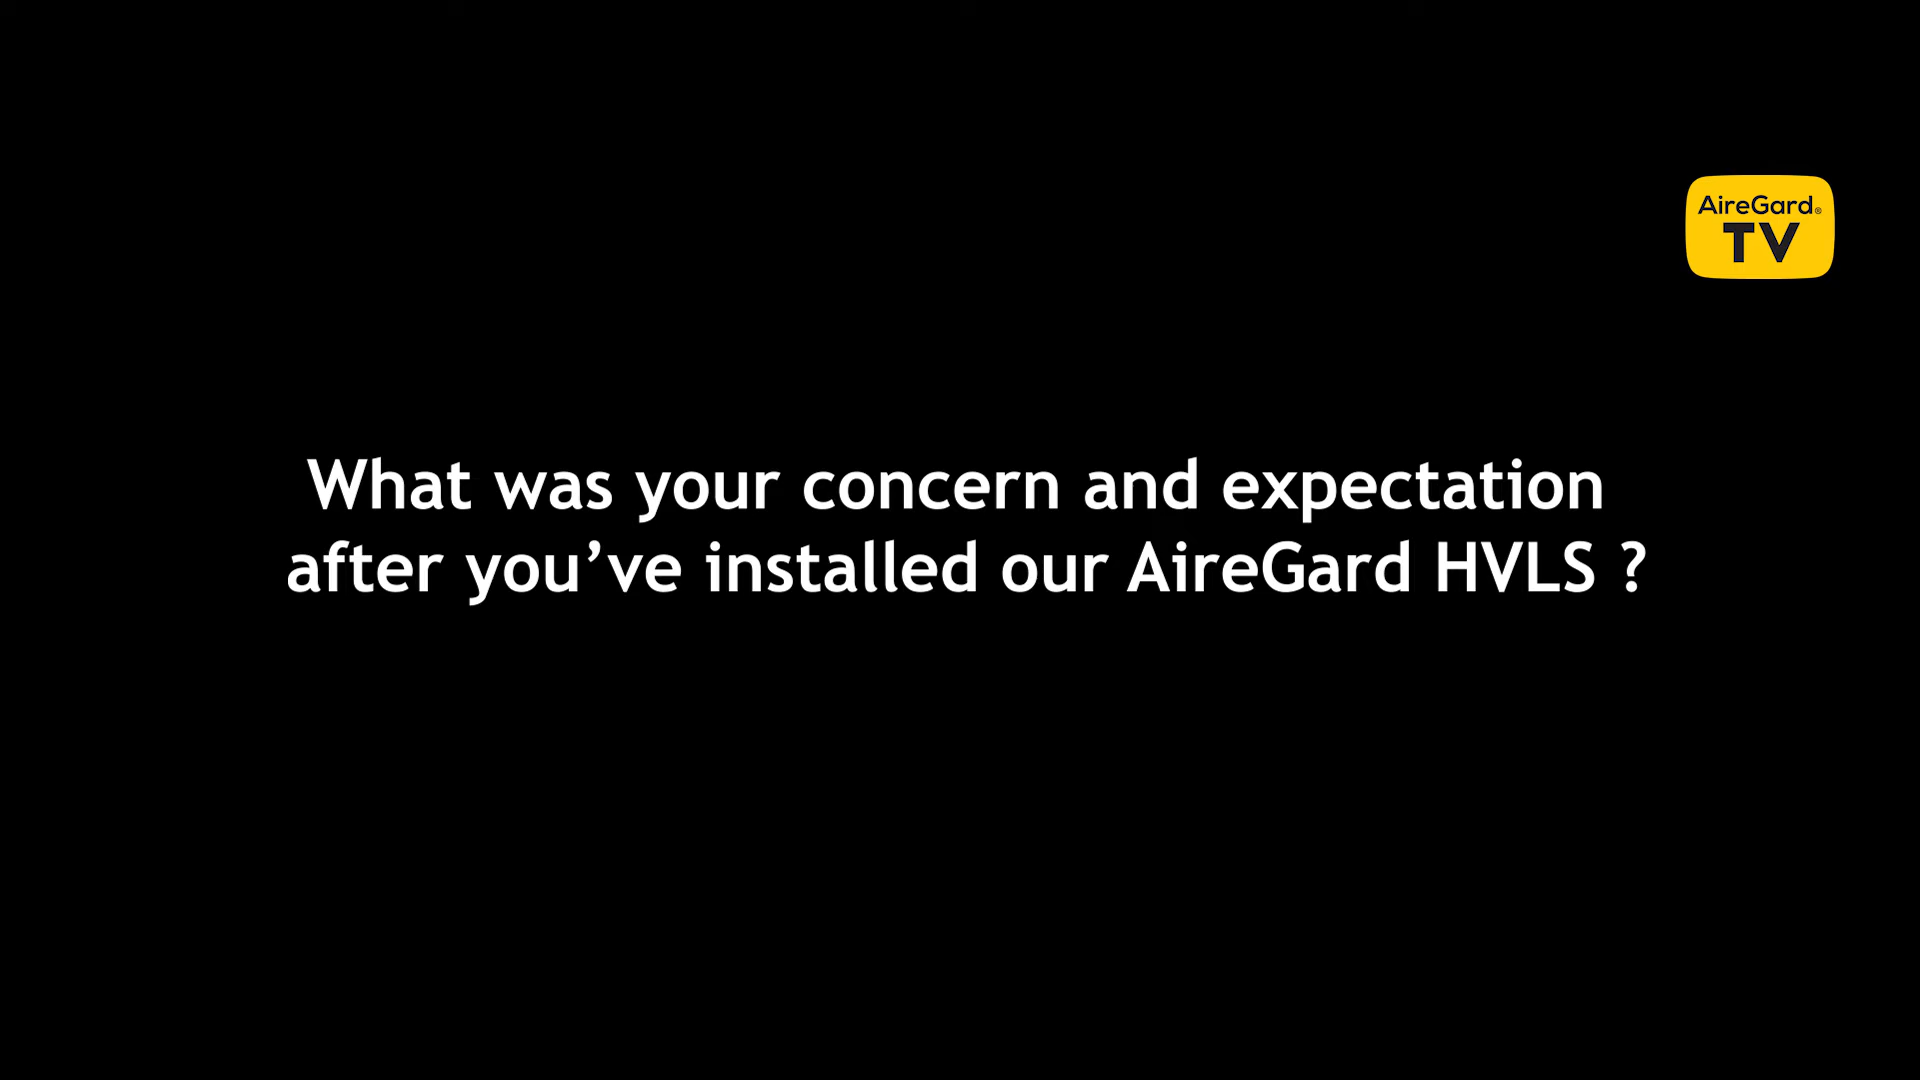 AireGard®
TV
What was your concern and expectation
after you’ve installed our AireGard HVLS ?